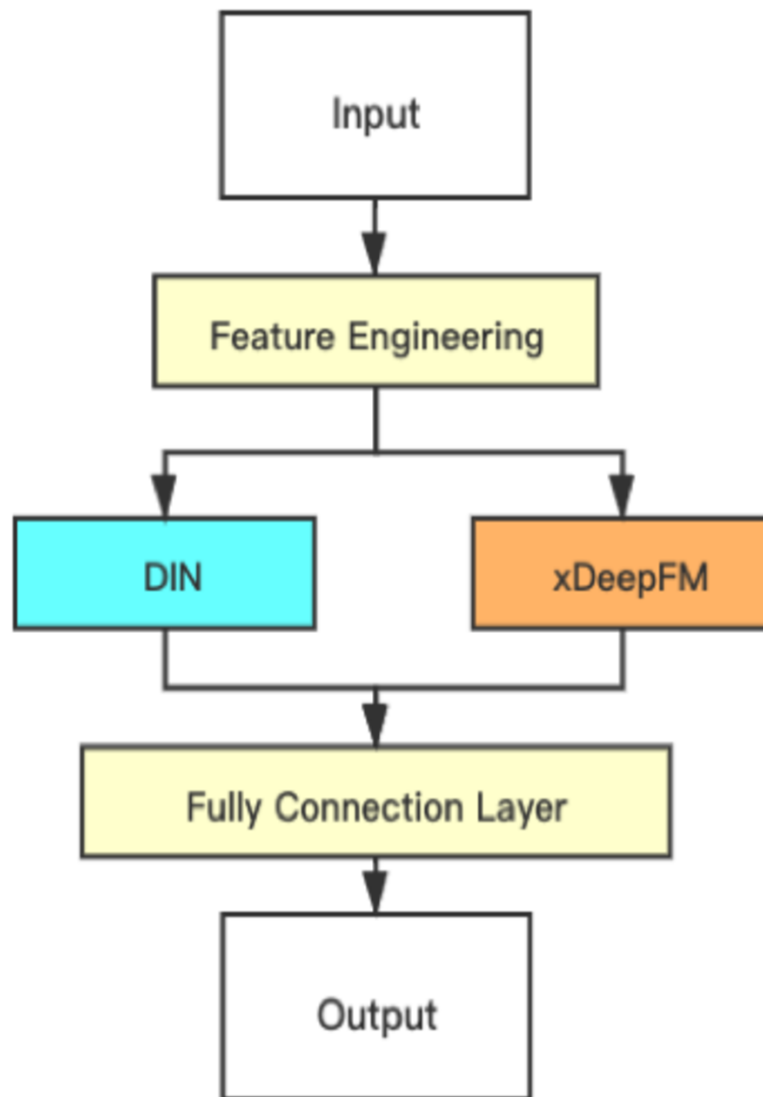 Input
Feature Engineering
DIN
xDeepFM
Fully Connection Layer
Output